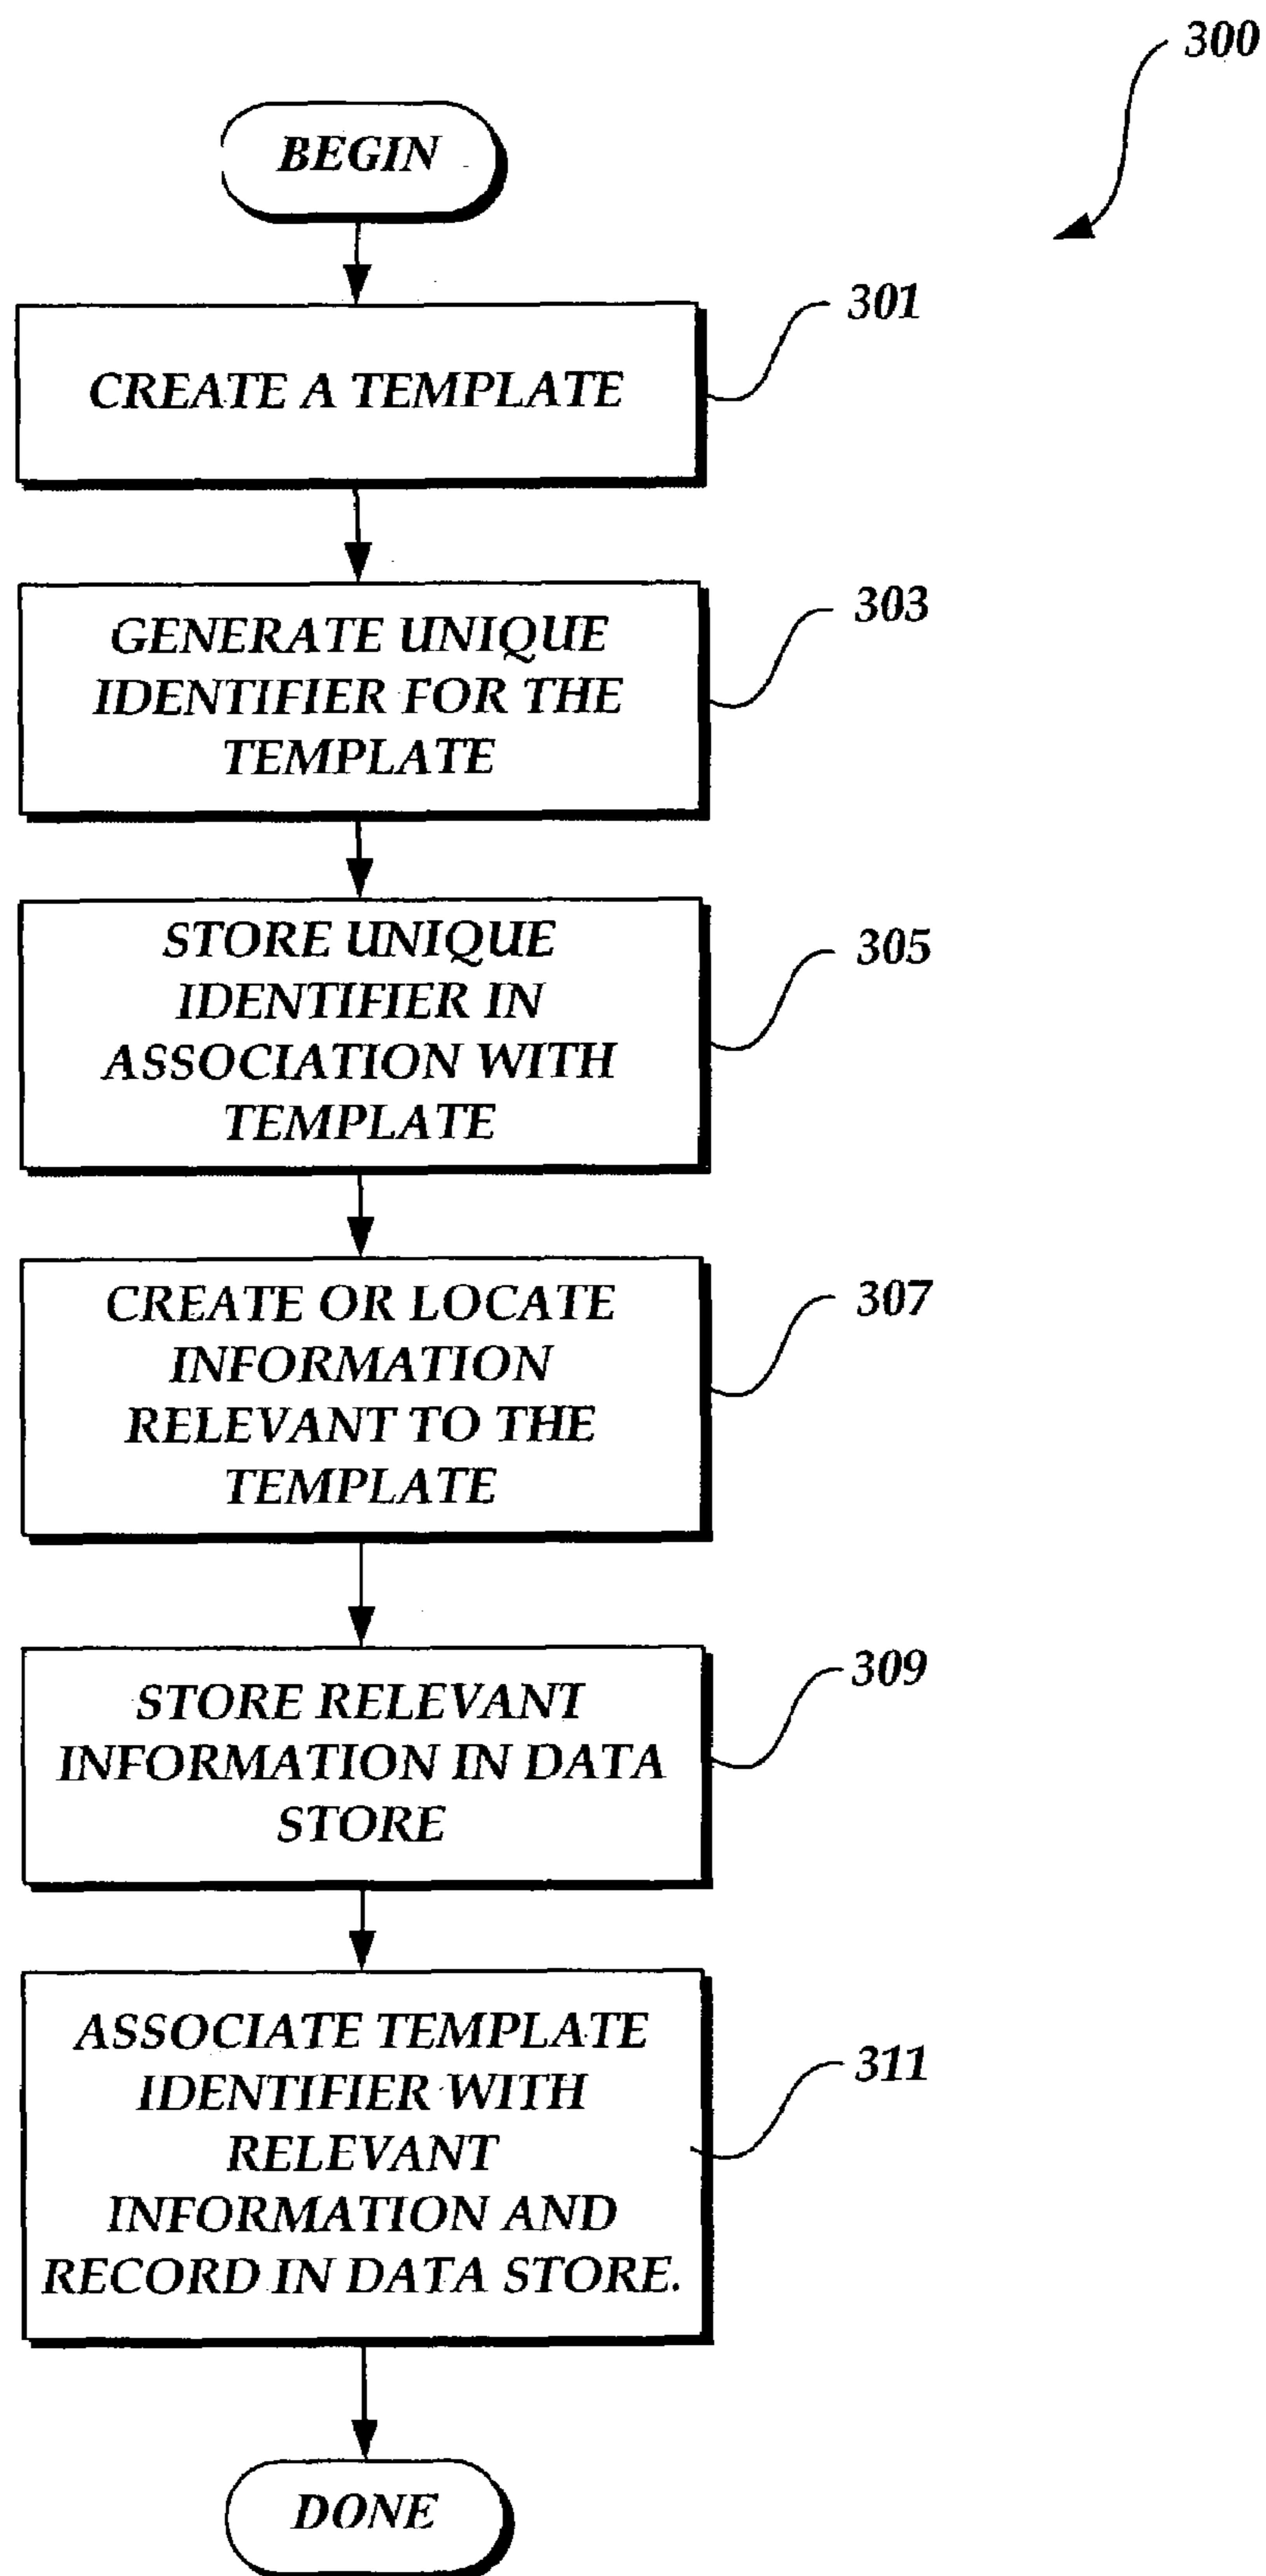 300
BEGIN
CREATE A TEMPLATE
301
GENERATE UNIQUE
IDENTIFIER FOR THE
TEMPLATE
303
STORE UNIQUE
IDENTIFIER IN
ASSOCIATION WITH
TEMPLATE
305
CREATE OR LOCATE
INFORMATION
RELEVANT TO THE
TEMPLATE
307
STORE RELEVANT
INFORMATION IN DATA
STORE
309
ASSOCIATE TEMPLATE
IDENTIFIER WITH
RELEVANT
INFORMATION AND
RECORD IN DATA STORE.
311
DONE